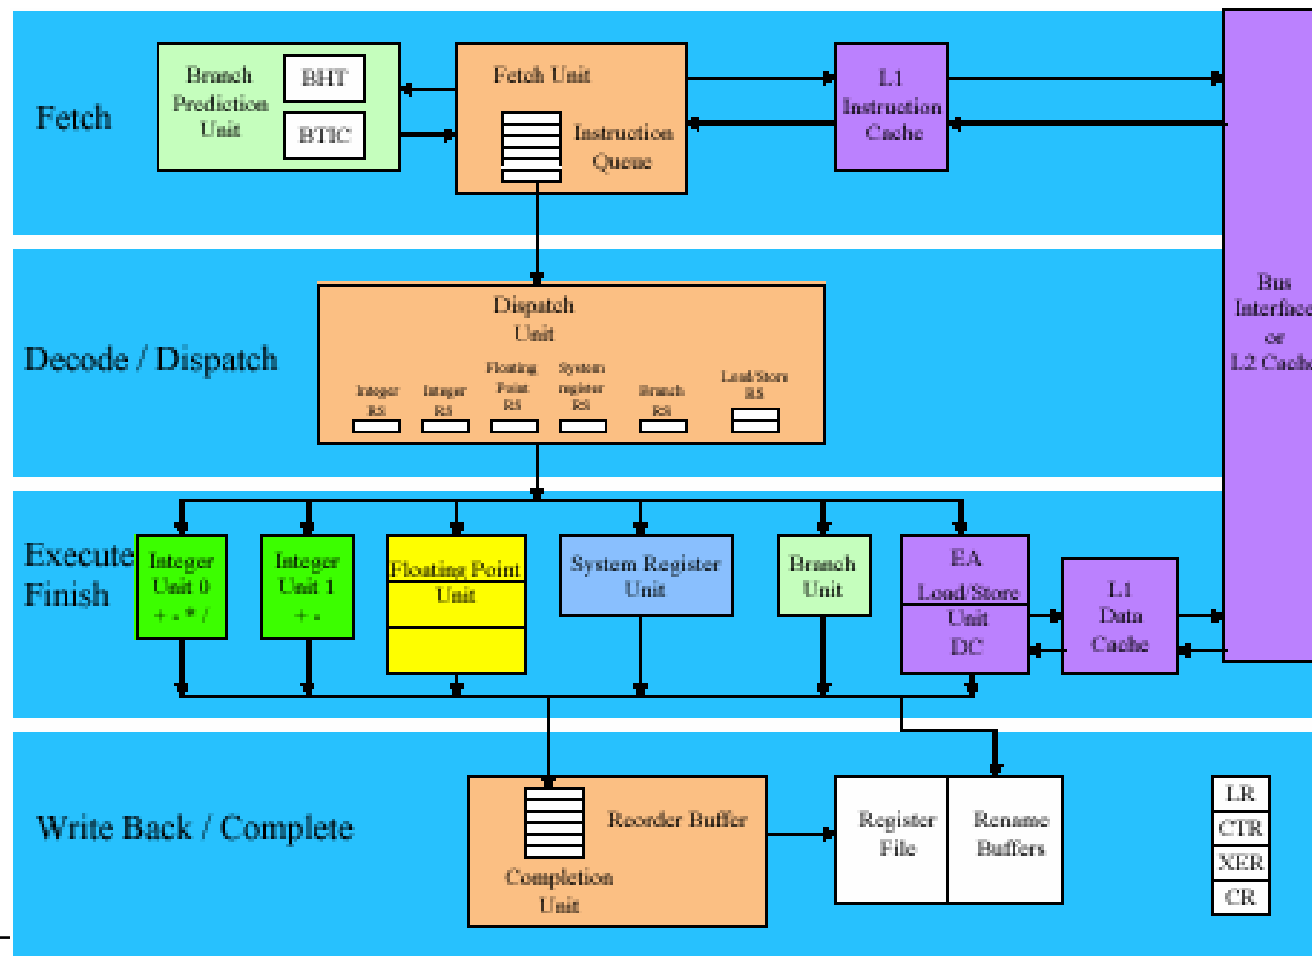 Fetch
Branch
Prediction
Unit
BHT
BTIC
Fetch Unit
Instruction
Queue
L1
Instruction
Cache
Bus
Interface
or
L2 Cache
Decode / Dispatch
Dispatch
Unit
Integer
RS
Integer
RS
Floating
Point
RS
System
register
RS
Branch
RS
Load/Store
RS
Execute
Finish
Integer
Unit 0
+ - * /
Integer
Unit 1
+ -
Floating Point
Unit
System Register
Unit
Branch
Unit
EA
Load/Store
Unit
DC
L1
Data
Cache
Write Back / Complete
Reorder Buffer
Completion
Unit
Register
File
Rename
Buffers
LR
CTR
XER
CR